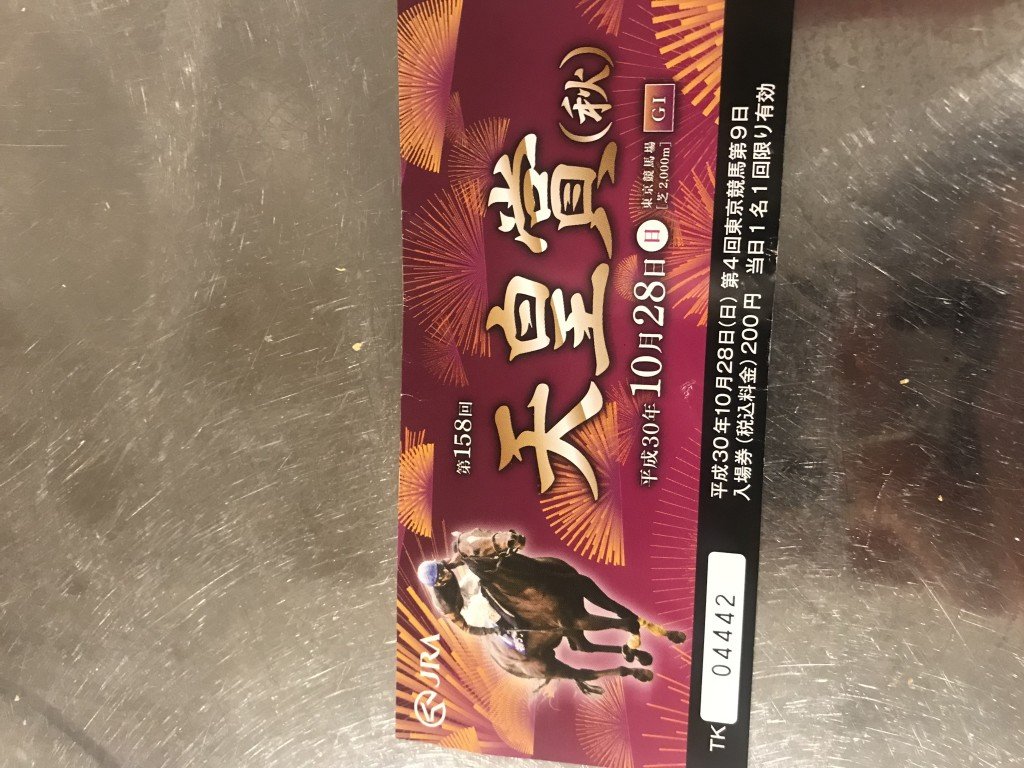 JRA
第158回
天皇賞(秋)
平成30年10月28日 日
東京競馬場
[芝2,000m]
GI
TK 04442
平成30年10月28日(日) 第4回東京競馬第9日
入場券(税込料金)200円 当日1名1回限り有効